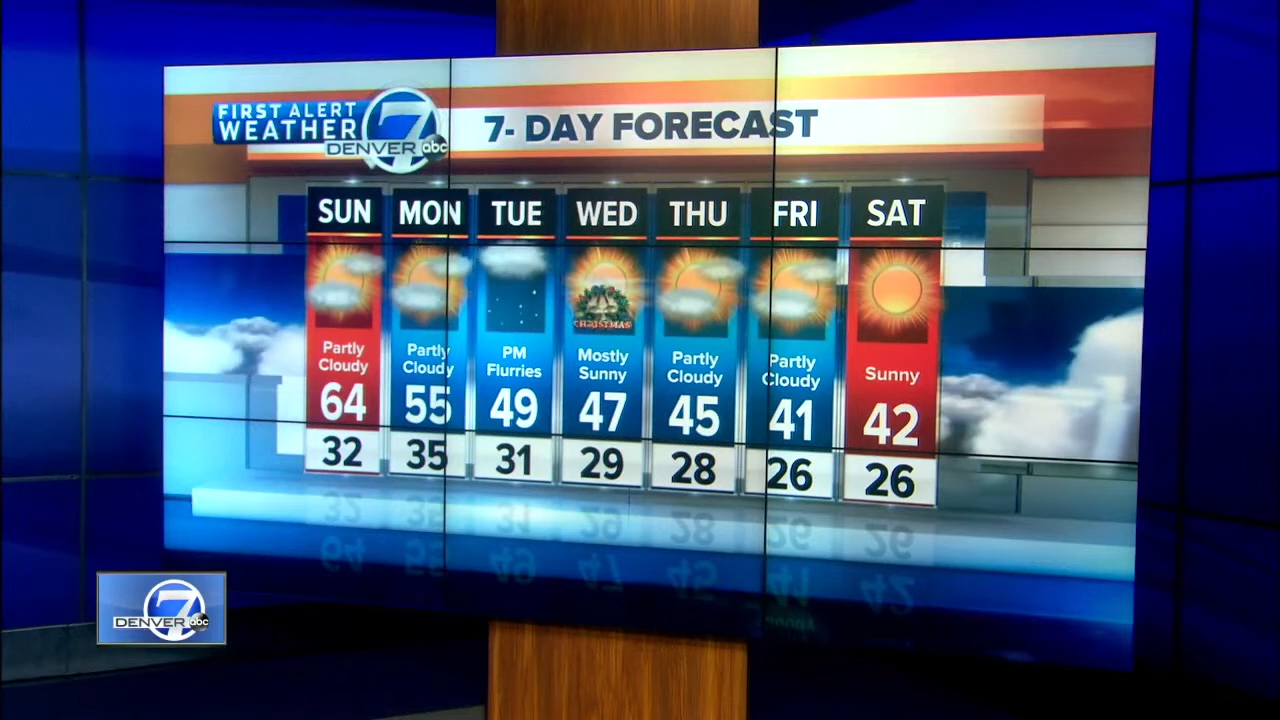 FIRST ALERT
WEATHER
7
DENVER abc
7- DAY FORECAST
SUN MON TUE WED THU FRI SAT
CHRISTMAS
Partly Cloudy
Partly Cloudy
PM Flurries
Mostly Sunny
Partly Cloudy
Partly Cloudy
Sunny
64 55 49 47 45 41 42
32 35 31 29 28 26 26
7
DENVER abc